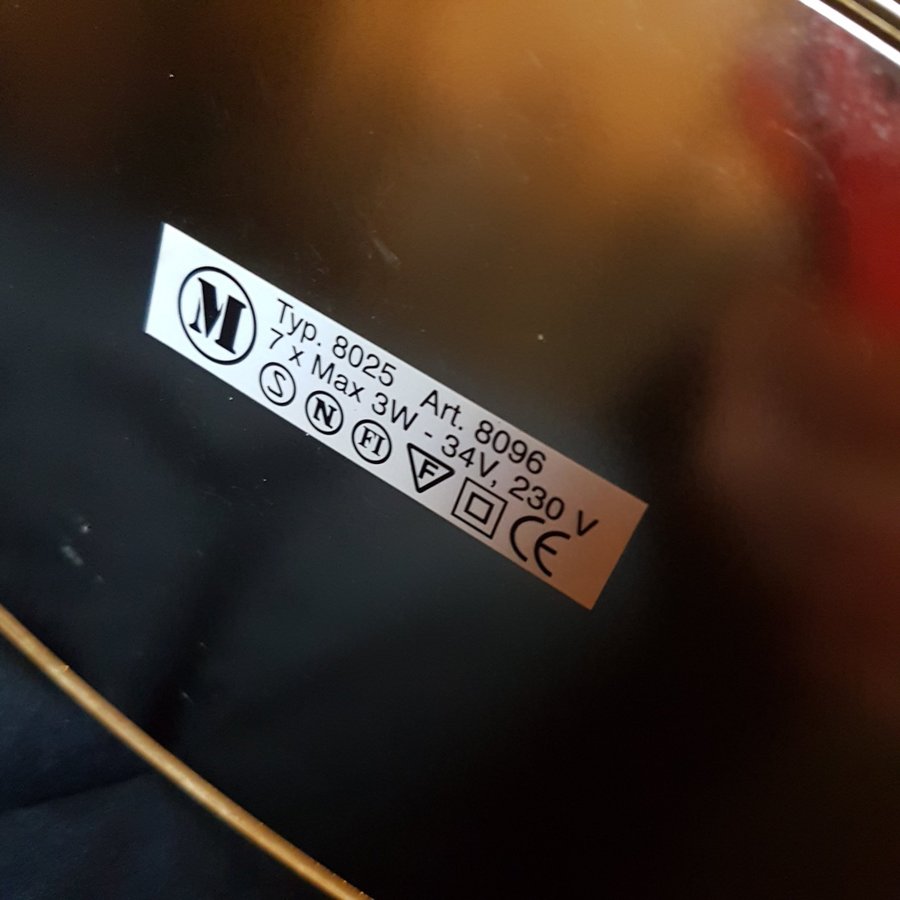 M
Typ. 8025 Art. 8096
7 x Max 3W - 34V, 230 V
S N FI F CE